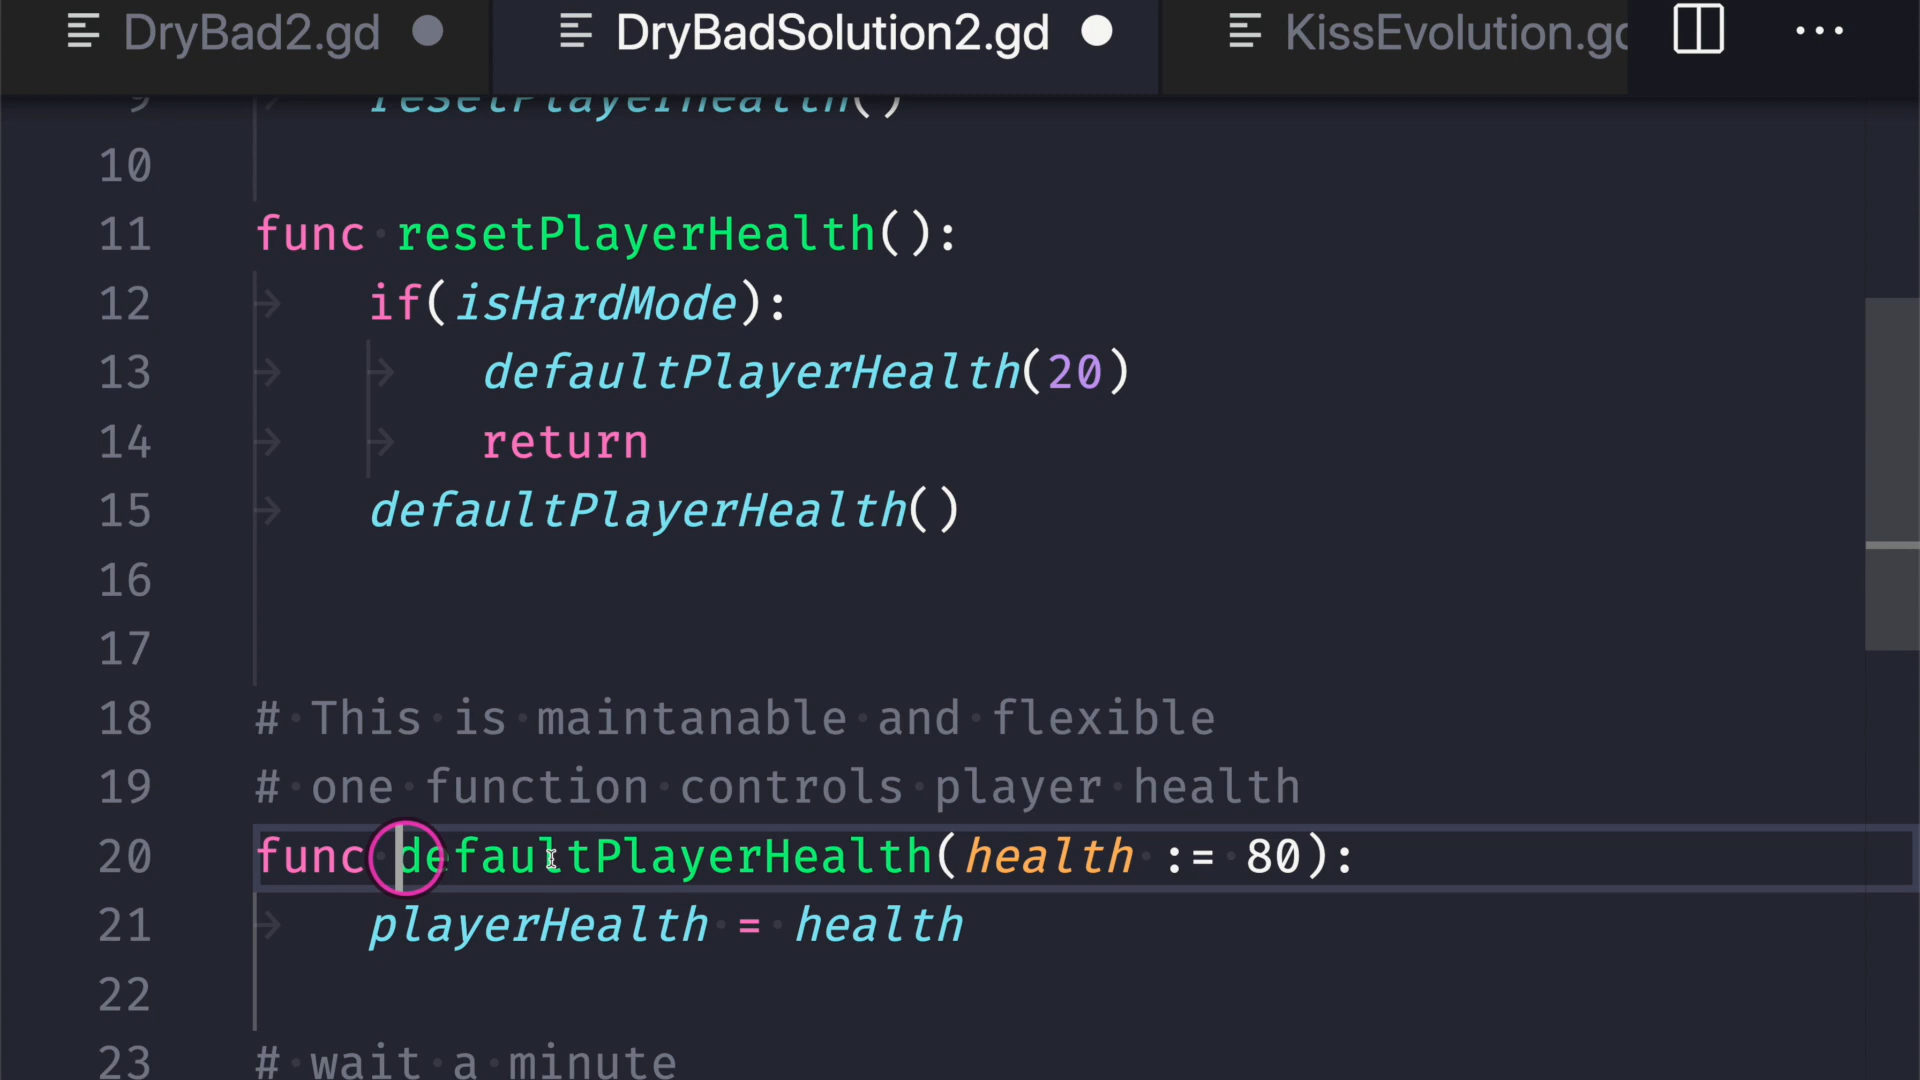 DryBad2.gd DryBadSolution2.gd KissEvolution.gd
9 resetPlayerHealth()
10
11 func resetPlayerHealth():
12 if(isHardMode):
13 defaultPlayerHealth(20)
14 return
15 defaultPlayerHealth()
16
17
18 # This is maintanable and flexible
19 # one function controls player health
20 func defaultPlayerHealth(health := 80):
21 playerHealth = health
22
23 # wait a minute